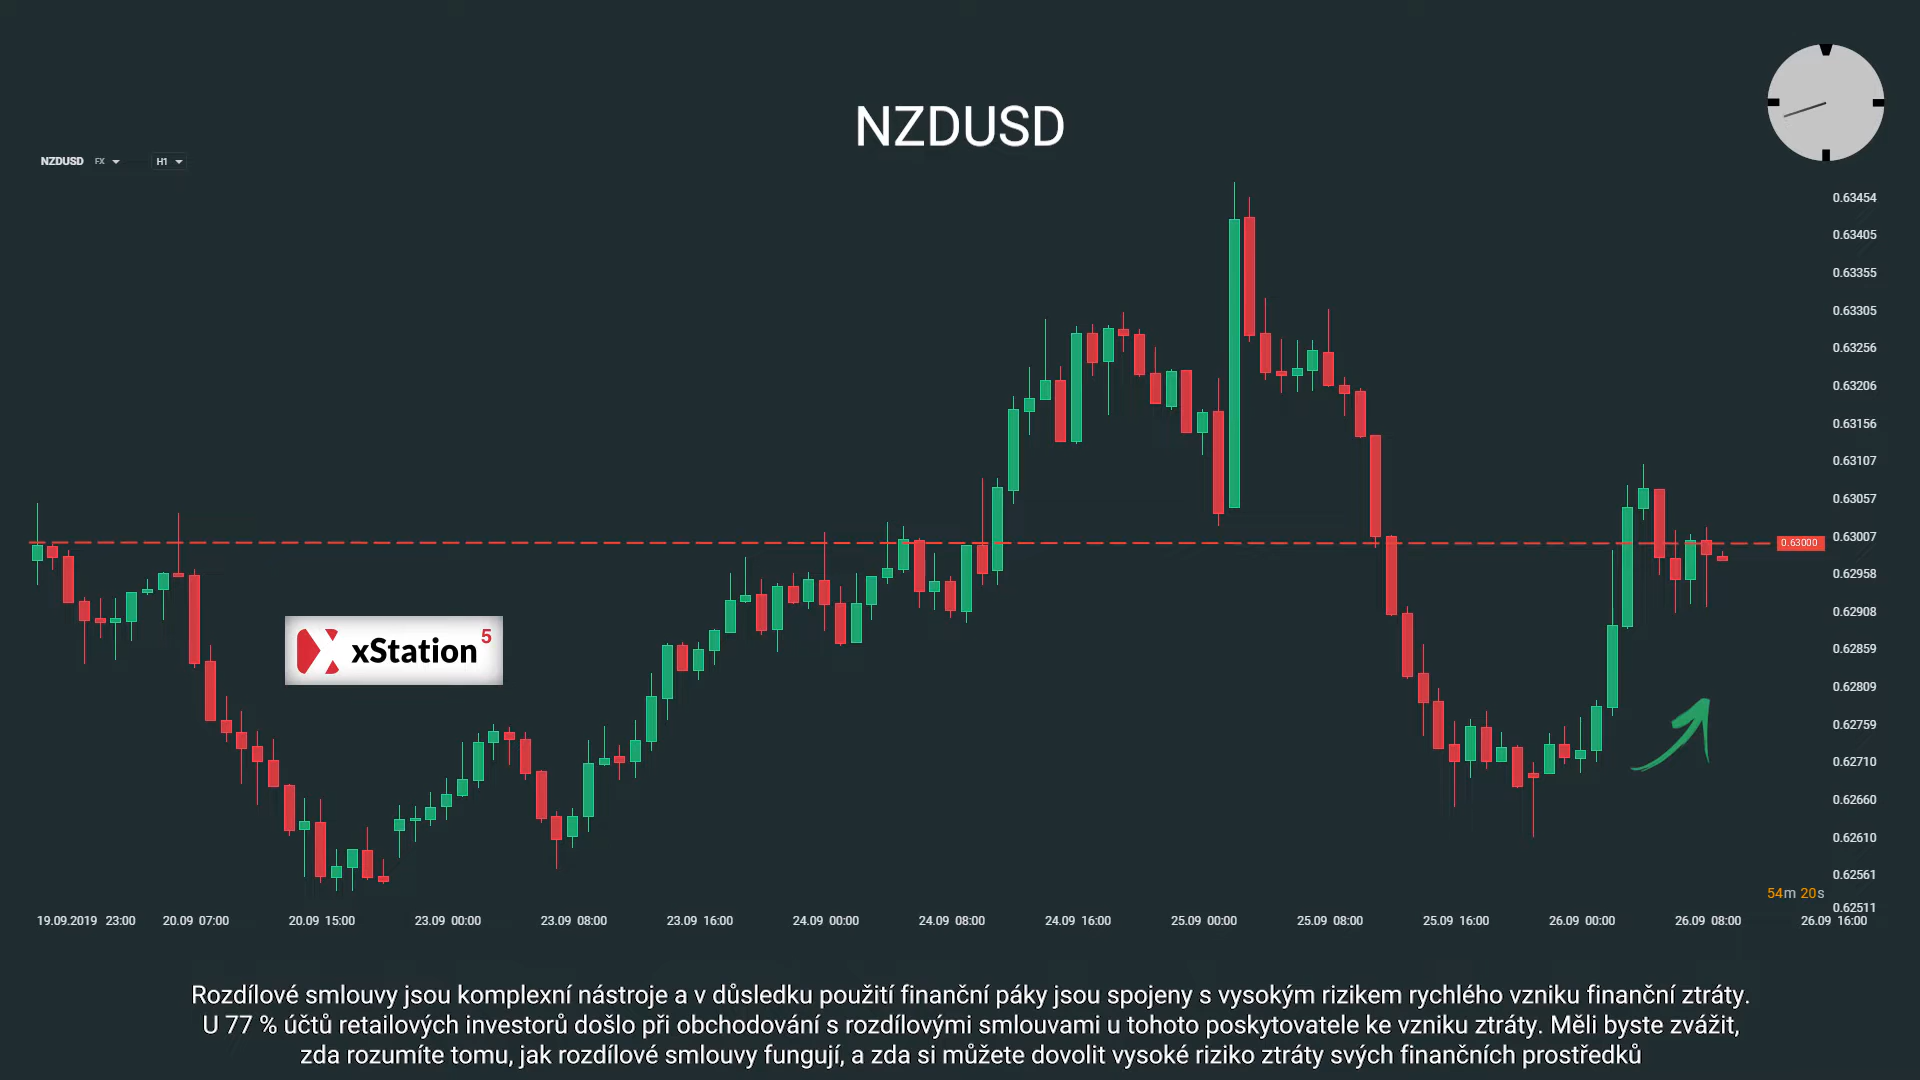 NZDUSD
NZDUSD FX H1
0.63454
0.63405
0.63355
0.63305
0.63256
0.63206
0.63156
0.63107
0.63057
0.63007
0.63000
0.62958
0.62908
0.62859
0.62809
0.62759
0.62710
0.62660
0.62610
0.62561
0.62511
xStation 5
54m 20s
19.09.2019 23:00 20.09 07:00 20.09 15:00 23.09 00:00 23.09 08:00 23.09 16:00 24.09 00:00 24.09 08:00 24.09 16:00 25.09 00:00 25.09 08:00 25.09 16:00 26.09 00:00 26.09 08:00 26.09 16:00
Rozdílové smlouvy jsou komplexní nástroje a v důsledku použití finanční páky jsou spojeny s vysokým rizikem rychlého vzniku finanční ztráty.
U 77 % účtů retailových investorů došlo při obchodování s rozdílovými smlouvami u tohoto poskytovatele ke vzniku ztráty. Měli byste zvážit,
zda rozumíte tomu, jak rozdílové smlouvy fungují, a zda si můžete dovolit vysoké riziko ztráty svých finančních prostředků